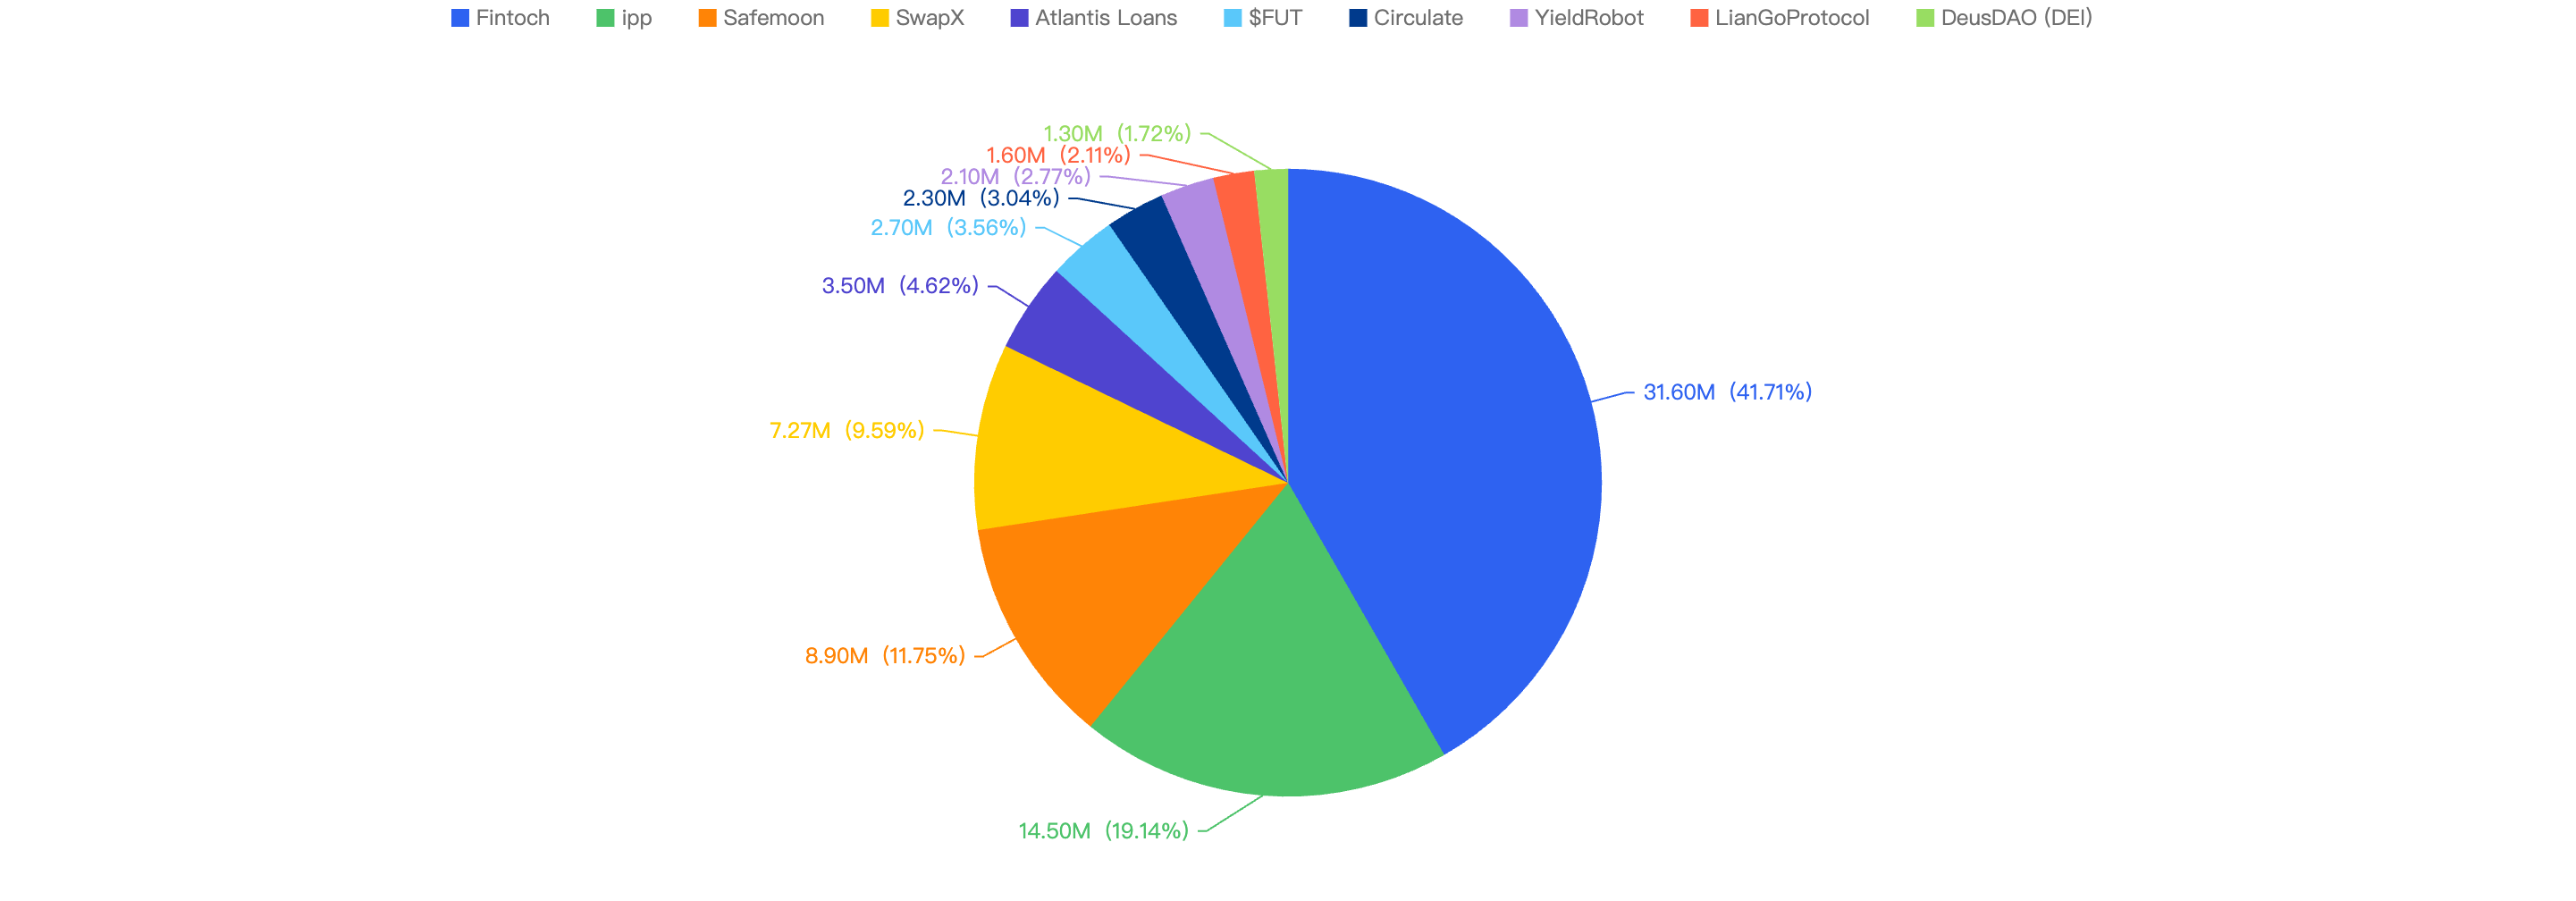 Fintoch ipp Safemoon SwapX Atlantis Loans $FUT Circulate YieldRobot LianGoProtocol DeusDAO (DEI)
1.30M (1.72%)
1.60M (2.11%)
2.10M (2.77%)
2.30M (3.04%)
2.70M (3.56%)
3.50M (4.62%)
31.60M (41.71%)
7.27M (9.59%)
8.90M (11.75%)
14.50M (19.14%)